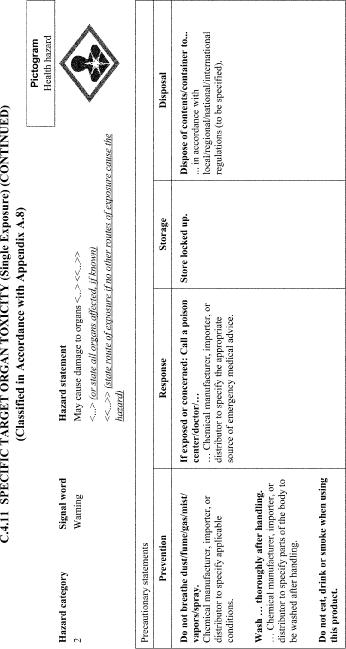 C.4.11 SPECIFIC TARGET ORGAN TOXICITY (Single Exposure) (CONTINUED)
(Classified in Accordance with Appendix A.8)
Pictogram
Health hazard
Hazard category
Signal word
Hazard statement
2
Warning
May cause damage to organs <...> <<...>>
<...> (or state all organs affected, if known)
<<...>> (state route of exposure if no other routes of exposure cause the
hazard)
Precautionary statements
Prevention
Response
Storage
Disposal
Do not breathe dust/fume/gas/mist/
vapors/spray.
Chemical manufacturer, importer, or
distributor to specify applicable
conditions.
Wash … thoroughly after handling.
… Chemical manufacturer, importer, or
distributor to specify parts of the body to
be washed after handling.
Do not eat, drink or smoke when using
this product.
If exposed or concerned: Call a poison
center/doctor/…
… Chemical manufacturer, importer, or
distributor to specify the appropriate
source of emergency medical advice.
Store locked up.
Dispose of contents/container to...
... in accordance with
local/regional/national/international
regulations (to be specified).